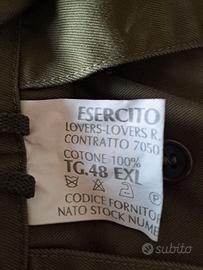 ESERCITO
LOVERS-LOVERS R.
CONTRATTO 7050
COTONE 100%
TG.48 EXL
P
CODICE FORNITOR
NATO STOCK NUME
subito